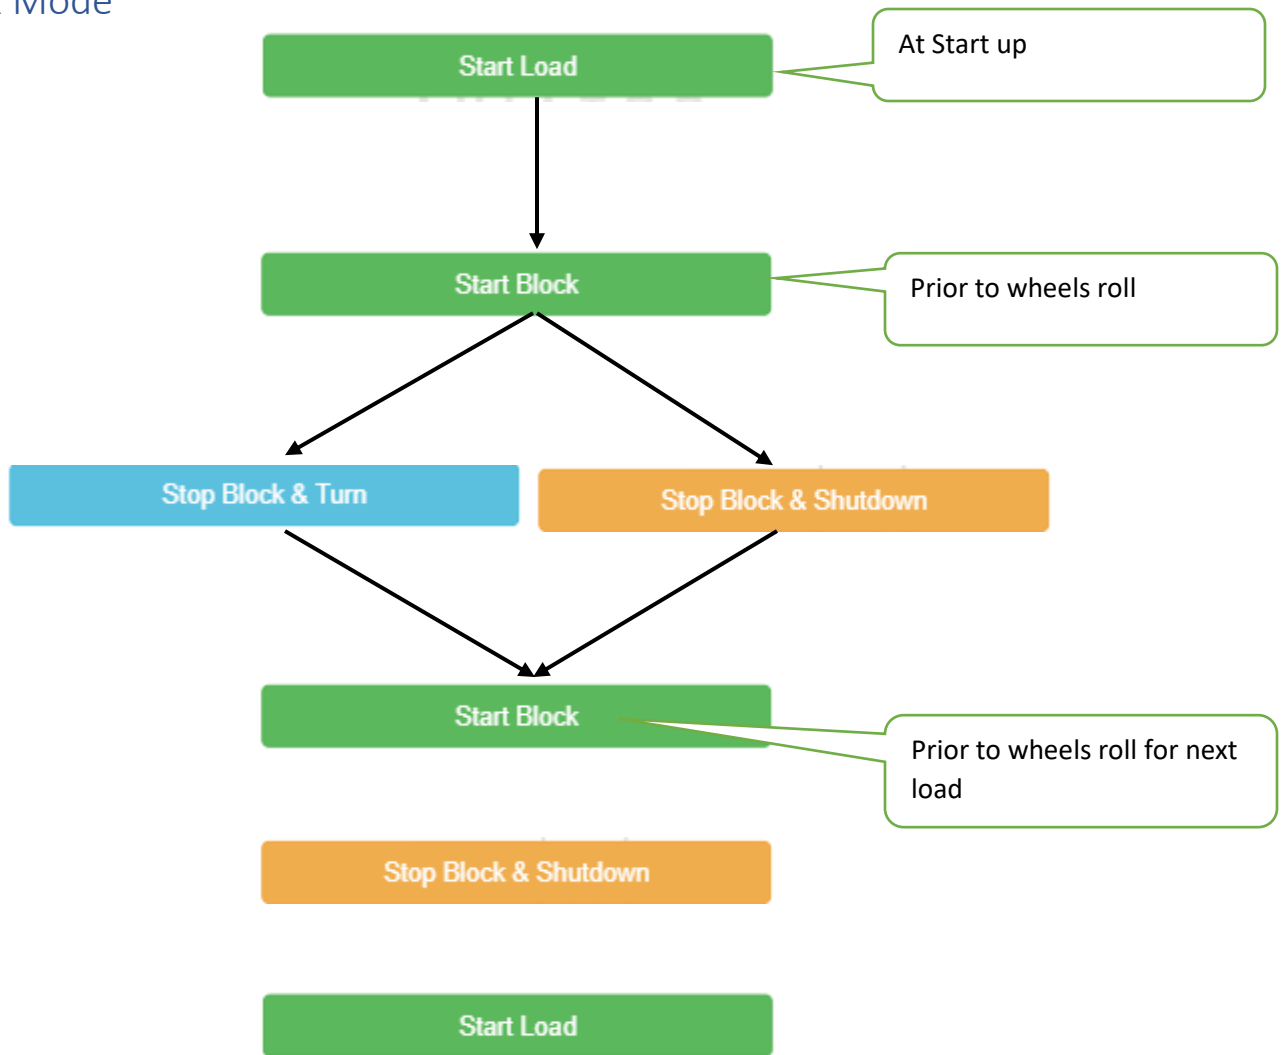 Mode
Start Load
At Start up
Start Block
Prior to wheels roll
Stop Block & Turn
Stop Block & Shutdown
Start Block
Prior to wheels roll for next
load
Stop Block & Shutdown
Start Load